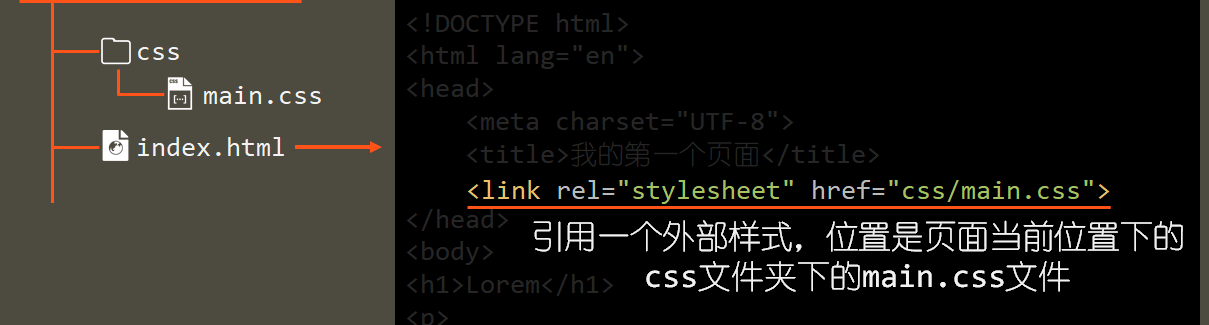 css
main.css
index.html
<!DOCTYPE html>
<html lang="en">
<head>
<meta charset="UTF-8">
<title>我的第一个页面</title>
<link rel="stylesheet" href="css/main.css">
</head>
<body>
<h1>Lorem</h1>
<p>
引用一个外部样式，位置是页面当前位置下的
css文件夹下的main.css文件